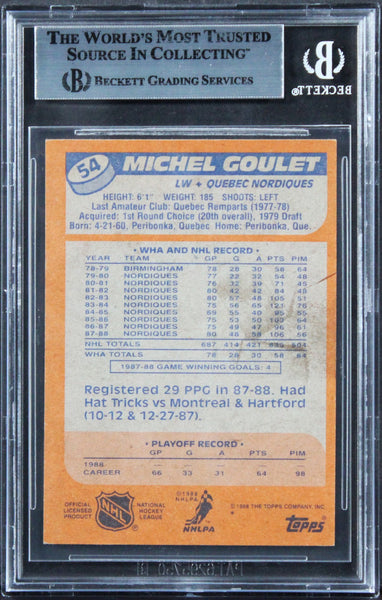 THE WORLD'S MOST TRUSTED
SOURCE IN COLLECTING™
BECKETT GRADING SERVICES
B
BECKETT
54
MICHEL GOULET
LW • QUEBEC NORDIQUES
HEIGHT: 6'1" WEIGHT: 185 SHOOTS: LEFT
Last Amateur Club: Quebec Remparts (1977-78)
Acquired: 1st Round Choice (20th overall), 1979 Draft
Born: 4-21-60, Peribonka, Quebec Home: Peribonka, Que.
WHA AND NHL RECORD
YEAR TEAM GP G A PTS PIM
78-79 BIRMINGHAM 78 28 30 58 64
79-80 NORDIQUES 77 22 32 54 48
80-81 NORDIQUES 76 32 39 71 45
81-82 NORDIQUES 80 42 42 84 48
82-83 NORDIQUES 80 57 48 105 51
83-84 NORDIQUES 75 56 65 121 76
84-85 NORDIQUES 69 55 40 95 55
85-86 NORDIQUES 75 53 64
86-87 NORDIQUES 75 49 47 96 61
87-88 NORDIQUES 80 48 58 106 56
NHL TOTALS 687 414 421 835 504
WHA TOTALS 78 28 30 58 64
1987-88 GAME WINNING GOALS: 4
Registered 29 PPG in 87-88. Had
Hat Tricks vs Montreal & Hartford
(10-12 & 12-27-87).
• PLAYOFF RECORD •
GP G A PTS PIM
1988
CAREER 66 33 31 64 98
OFFICIAL LICENSED PRODUCT
NHL
NATIONAL HOCKEY LEAGUE
©1988 NHLPA
NHLPA
© 1988 THE TOPPS COMPANY, INC.
topps